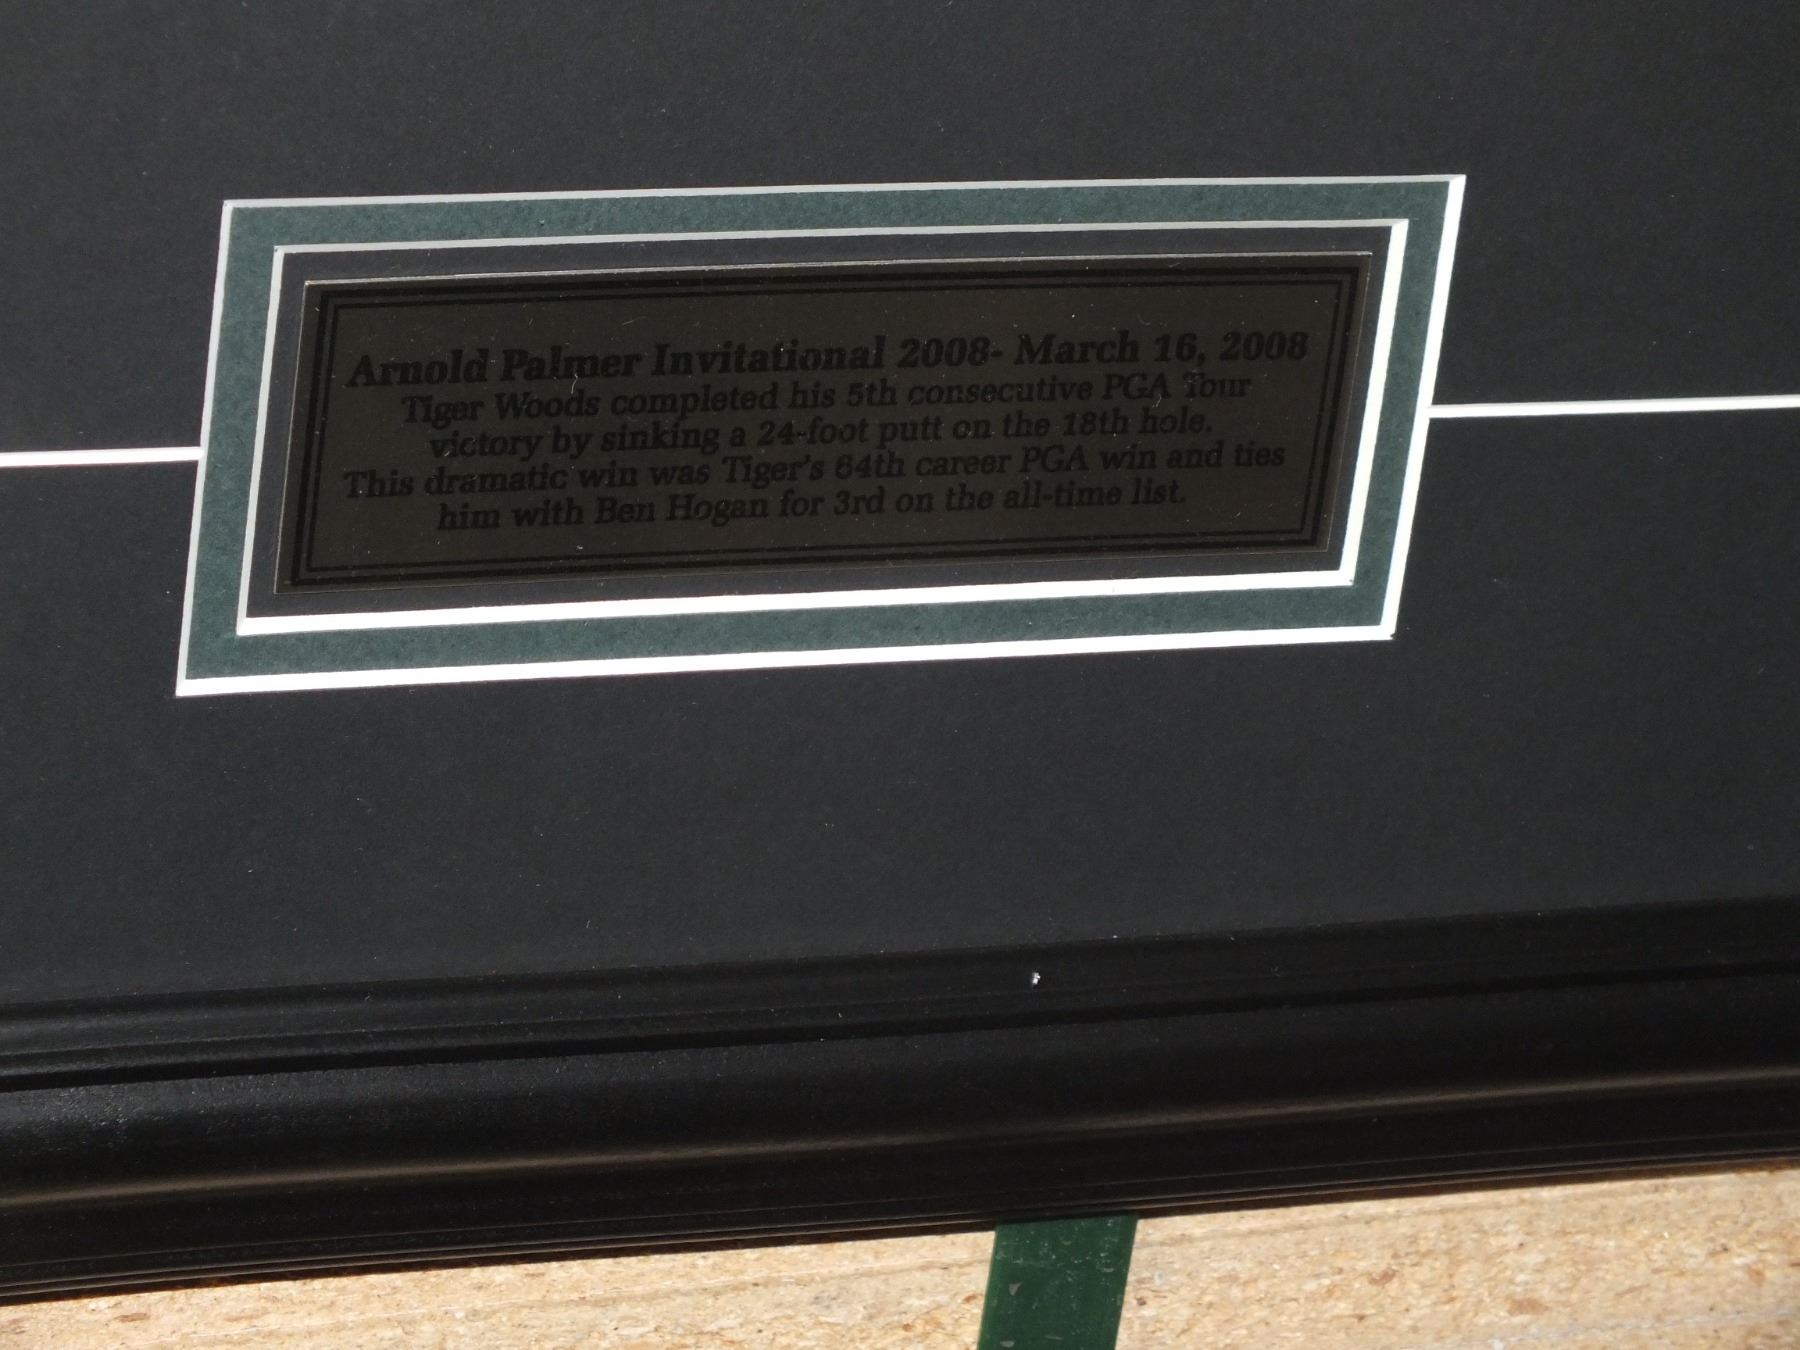 Arnold Palmer Invitational 2008- March 16, 2008
Tiger Woods completed his 5th consecutive PGA Tour
victory by sinking a 24-foot putt on the 18th hole.
This dramatic win was Tiger's 64th career PGA win and ties
him with Ben Hogan for 3rd on the all-time list.